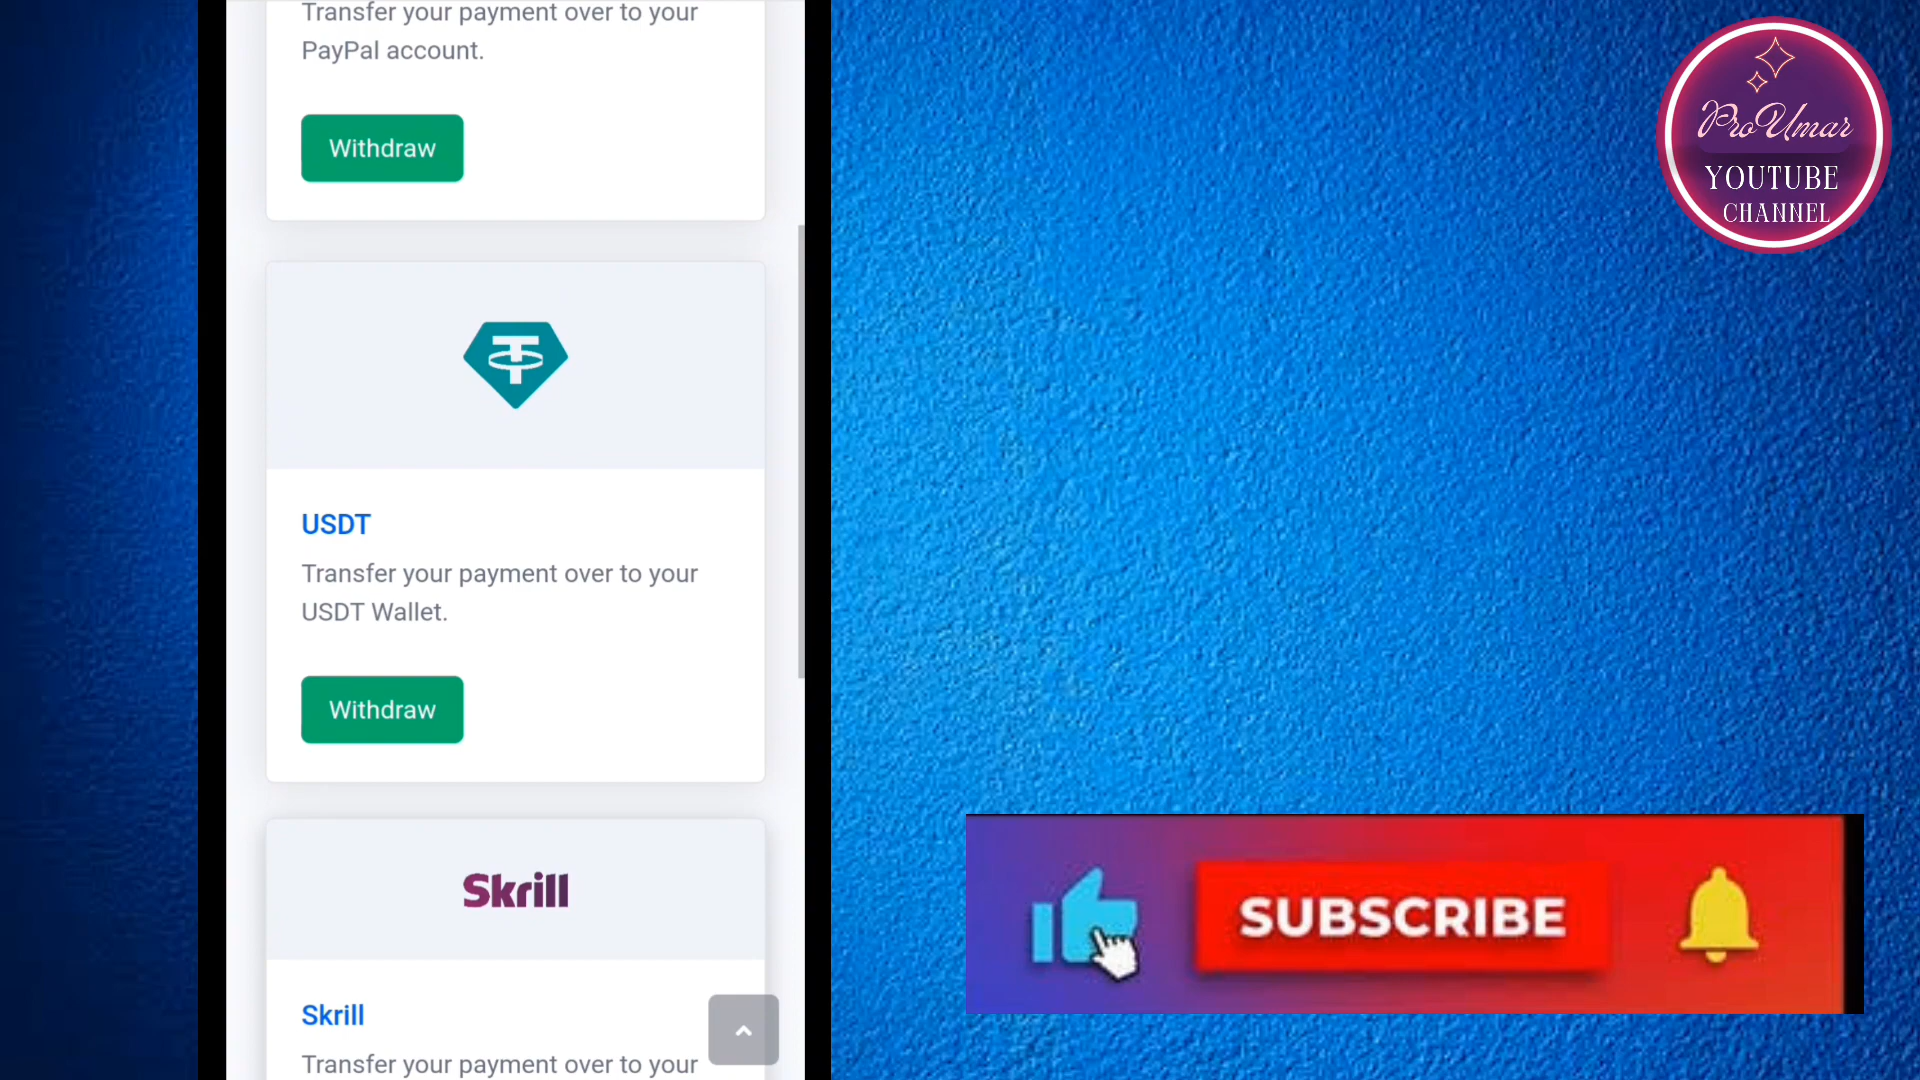 Transfer your payment over to your
PayPal account.
Withdraw
USDT
Transfer your payment over to your
USDT Wallet.
Withdraw
Skrill
Skrill
Transfer your payment over to your
ProUmar
YOUTUBE
CHANNEL
SUBSCRIBE